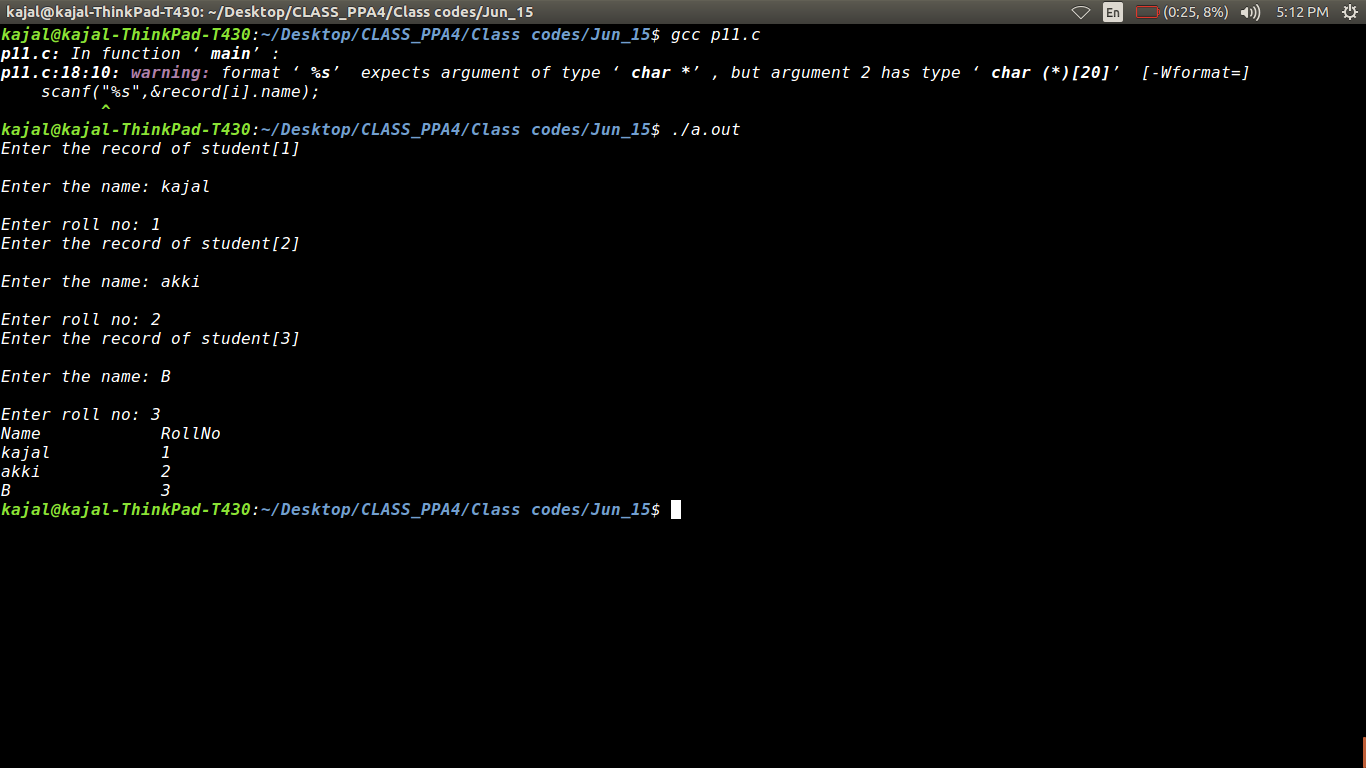 kajal@kajal-ThinkPad-T430: ~/Desktop/CLASS_PPA4/Class codes/Jun_15 En (0:25, 8%) 5:12 PM
kajal@kajal-ThinkPad-T430:~/Desktop/CLASS_PPA4/Class codes/Jun_15$ gcc p11.c
p11.c: In function ‘ main’ :
p11.c:18:10: warning: format ‘ %s’  expects argument of type ‘ char *’ , but argument 2 has type ‘ char (*)[20]’  [-Wformat=]
    scanf("%s",&record[i].name);
          ^
kajal@kajal-ThinkPad-T430:~/Desktop/CLASS_PPA4/Class codes/Jun_15$ ./a.out
Enter the record of student[1]
Enter the name: kajal
Enter roll no: 1
Enter the record of student[2]
Enter the name: akki
Enter roll no: 2
Enter the record of student[3]
Enter the name: B
Enter roll no: 3
Name            RollNo
kajal           1
akki            2
B               3
kajal@kajal-ThinkPad-T430:~/Desktop/CLASS_PPA4/Class codes/Jun_15$